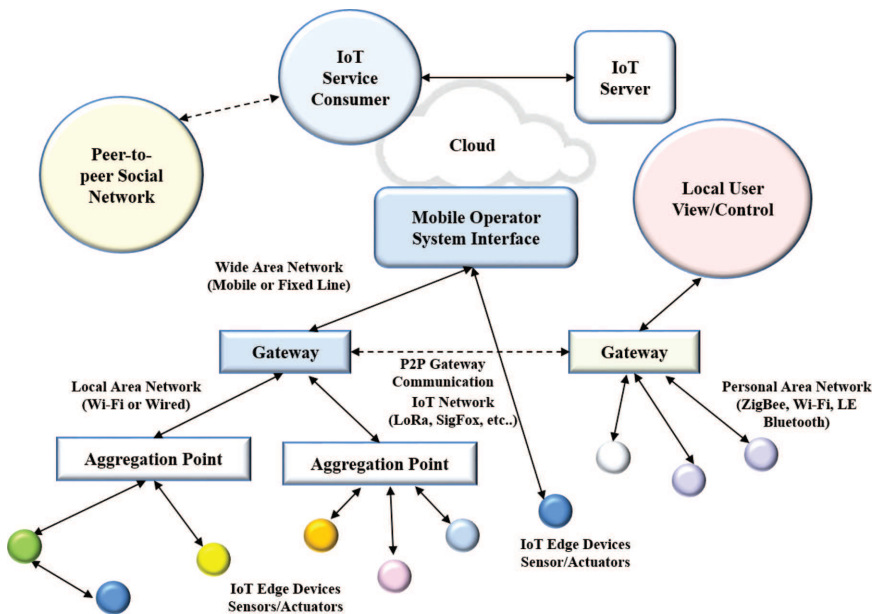 IoT
Service
Consumer
IoT
Server
Peer-to-
peer Social
Network
Cloud
Local User
View/Control
Mobile Operator
System Interface
Wide Area Network
(Mobile or Fixed Line)
Gateway
Gateway
P2P Gateway
Communication
IoT Network
(LoRa, SigFox, etc..)
Local Area Network
(Wi-Fi or Wired)
Personal Area Network
(ZigBee, Wi-Fi, LE
Bluetooth)
Aggregation Point
Aggregation Point
IoT Edge Devices
Sensor/Actuators
IoT Edge Devices
Sensors/Actuators